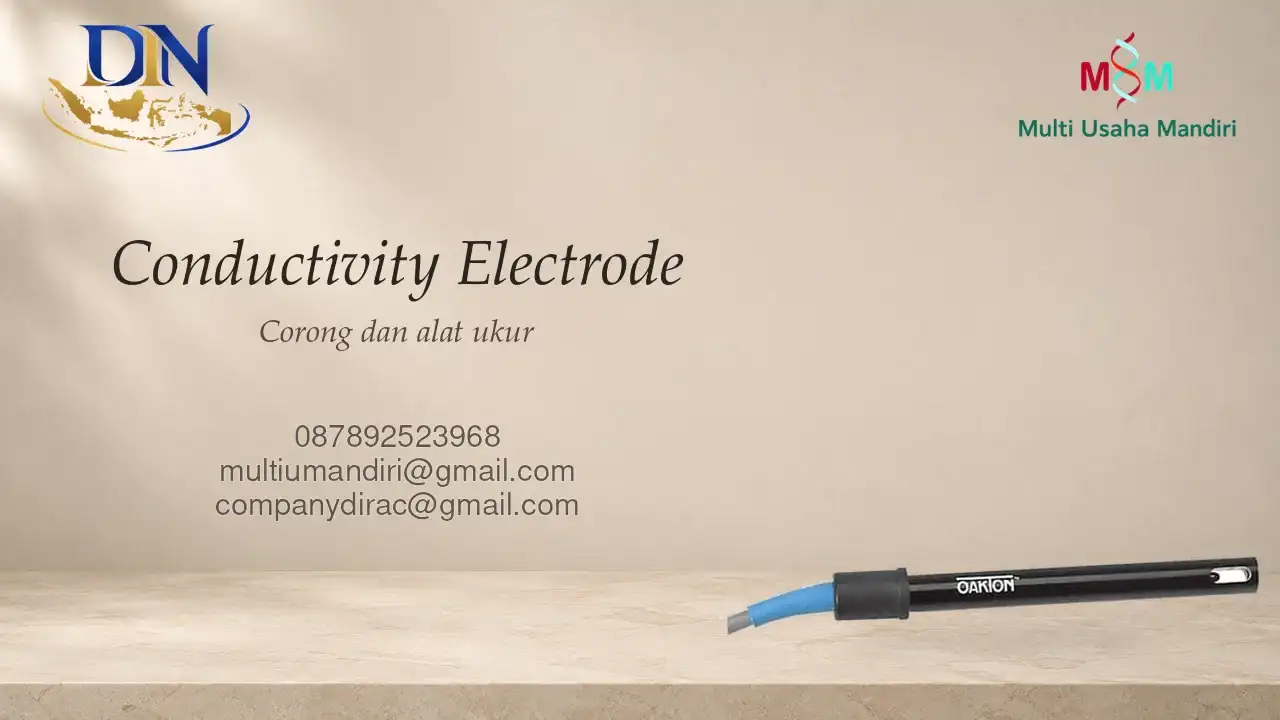 DN
MSM
Multi Usaha Mandiri
Conductivity Electrode
Corong dan alat ukur
087892523968
multiumandiri@gmail.com
companydirac@gmail.com
OAKTON